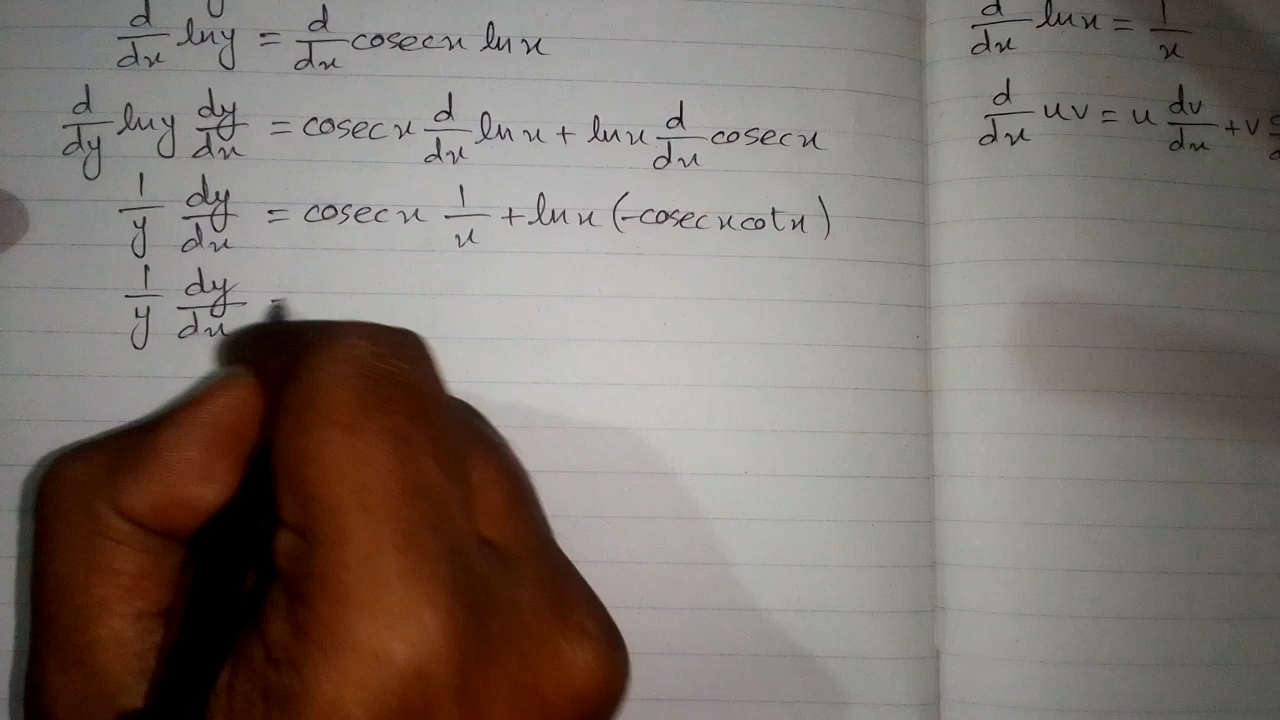 d/dx lny = d/dx cosecx lnx
d/dy lny dy/dx = cosecx d/dx lnx + lnx d/dx cosecx
1/y dy/dx = cosecx 1/x + lnx (-cosecxcotx)
1/y dy/dx =
d/dx lnx = 1/x
d/dx uv = u dv/dx + v